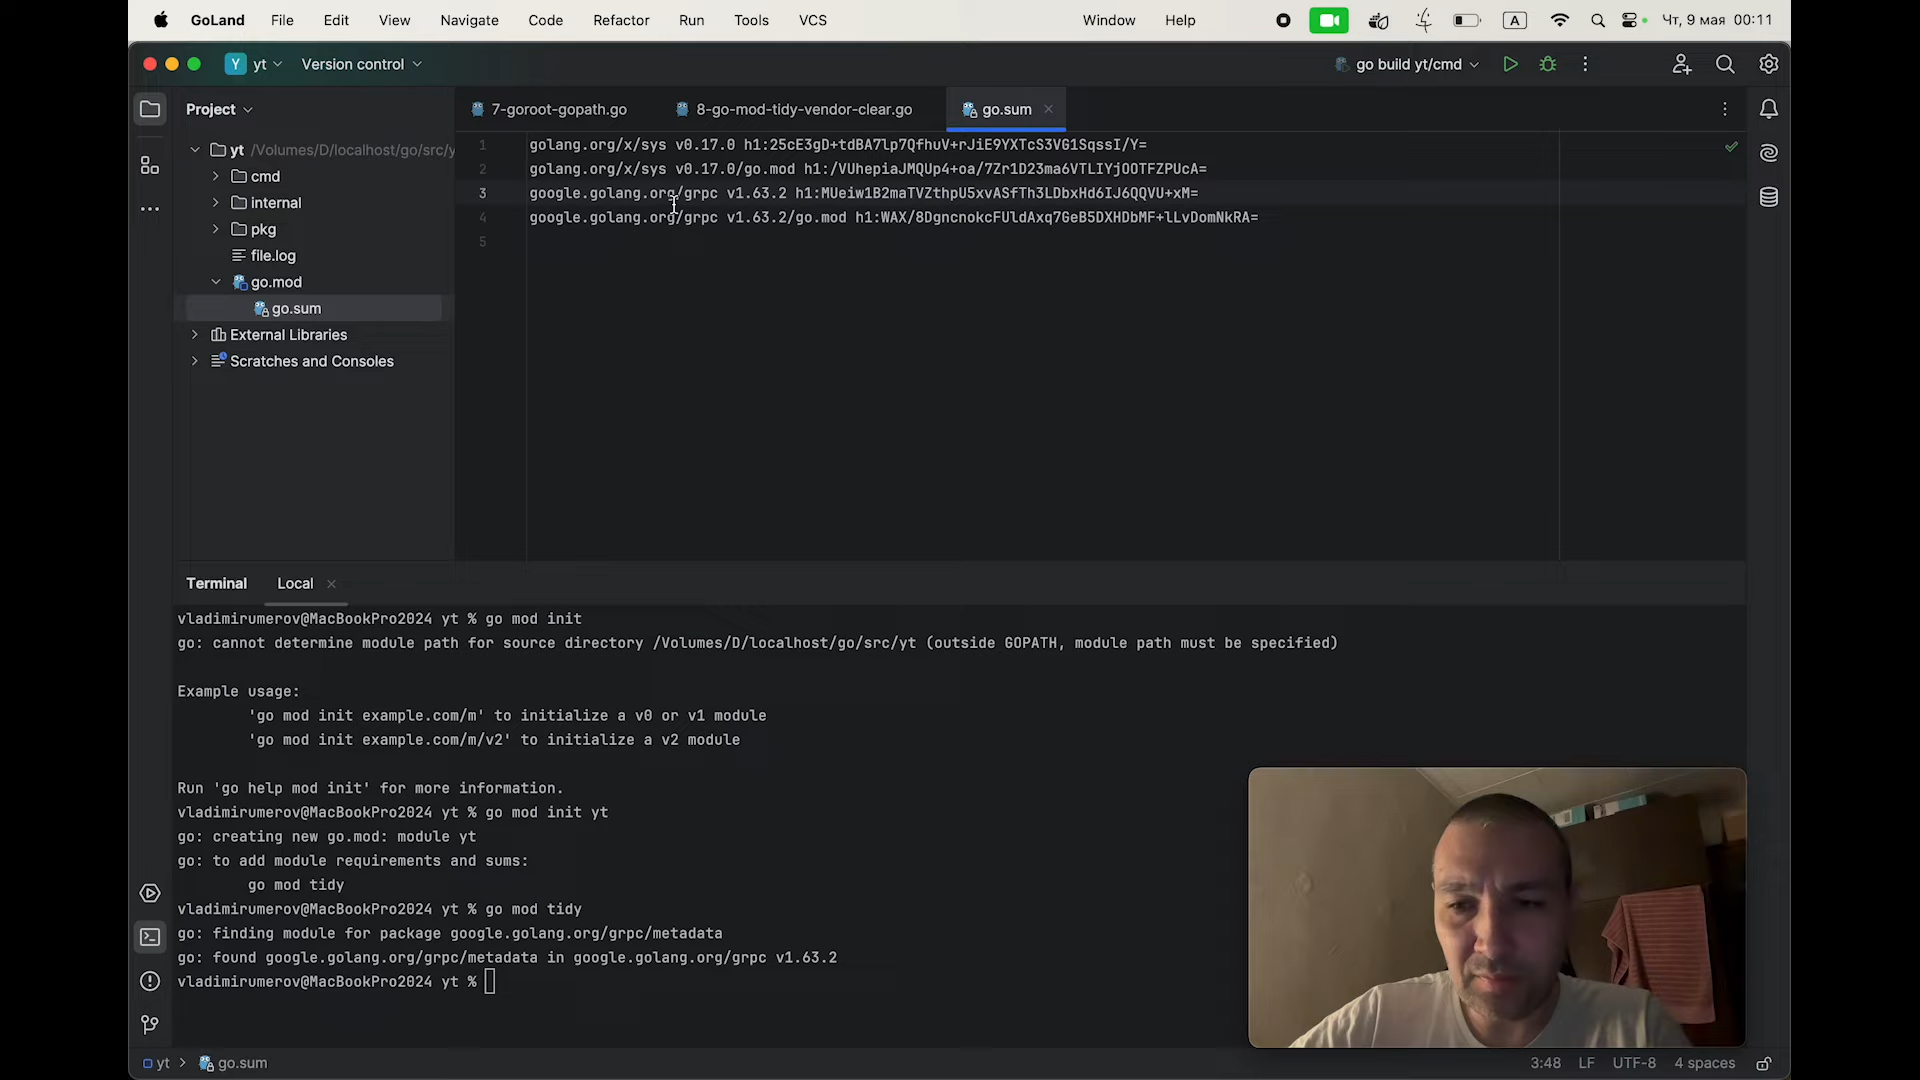 GoLand File Edit View Navigate Code Refactor Run Tools VCS Window Help A Чт, 9 мая 00:11
Y yt Version control go build yt/cmd
Project
7-goroot-gopath.go 8-go-mod-tidy-vendor-clear.go go.sum
yt /Volumes/D/localhost/go/src/y
cmd
internal
pkg
file.log
go.mod
go.sum
External Libraries
Scratches and Consoles
1 golang.org/x/sys v0.17.0 h1:25cE3gD+tdBA7lp7QfhuV+rJiE9YXTcS3VG1SqssI/Y=
2 golang.org/x/sys v0.17.0/go.mod h1:/VUhepiaJMQUp4+oa/7Zr1D23ma6VTLIYjOOTFZPUcA=
3 google.golang.org/grpc v1.63.2 h1:MUeiw1B2maTVZthpU5xvASfTh3LDbxHd6IJ6QQVU+xM=
4 google.golang.org/grpc v1.63.2/go.mod h1:WAX/8DgncnokcFUldAxq7GeB5DXHDbMF+lLvDomNkRA=
5
Terminal Local
vladimirumerov@MacBookPro2024 yt % go mod init
go: cannot determine module path for source directory /Volumes/D/localhost/go/src/yt (outside GOPATH, module path must be specified)
Example usage:
'go mod init example.com/m' to initialize a v0 or v1 module
'go mod init example.com/m/v2' to initialize a v2 module
Run 'go help mod init' for more information.
vladimirumerov@MacBookPro2024 yt % go mod init yt
go: creating new go.mod: module yt
go: to add module requirements and sums:
go mod tidy
vladimirumerov@MacBookPro2024 yt % go mod tidy
go: finding module for package google.golang.org/grpc/metadata
go: found google.golang.org/grpc/metadata in google.golang.org/grpc v1.63.2
vladimirumerov@MacBookPro2024 yt %
yt go.sum 3:48 LF UTF-8 4 spaces